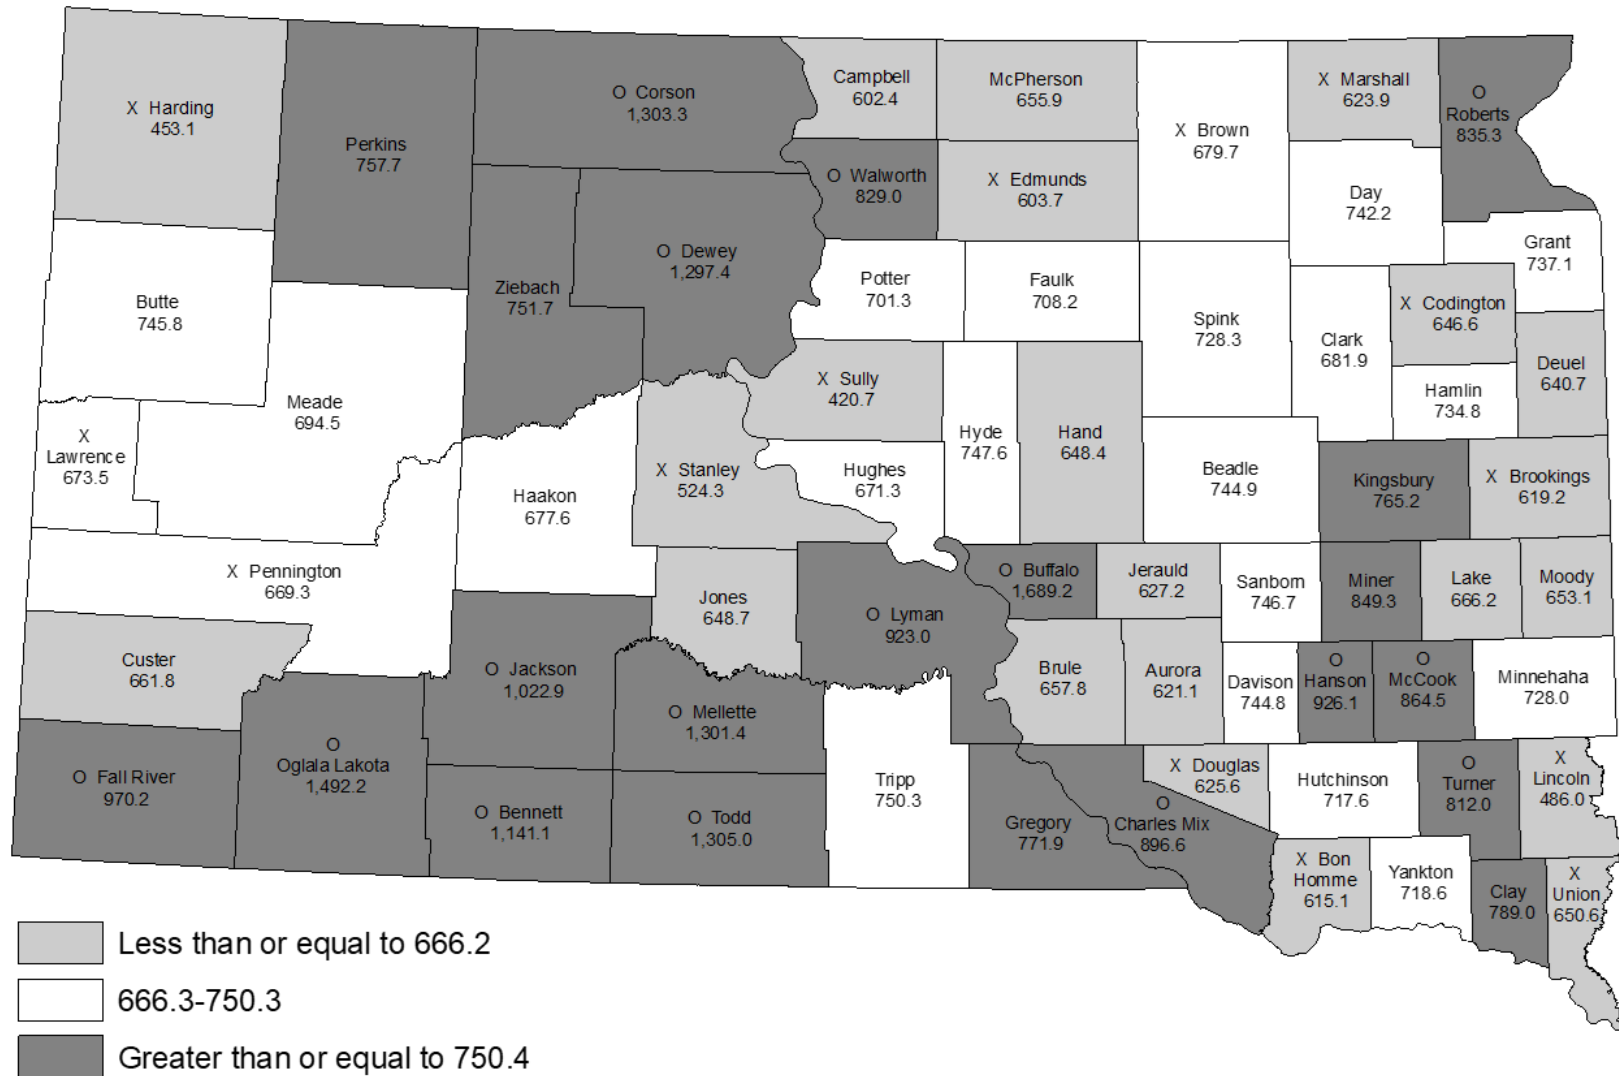 X Harding
453.1
Perkins
757.7
O Corson
1,303.3
Campbell
602.4
McPherson
655.9
X Brown
679.7
X Marshall
623.9
O
Roberts
835.3
O Walworth
829.0
X Edmunds
603.7
Day
742.2
Grant
737.1
Butte
745.8
Ziebach
751.7
O Dewey
1,297.4
Potter
701.3
Faulk
708.2
Spink
728.3
Clark
681.9
X Codington
646.6
Deuel
640.7
Hamlin
734.8
X
Lawrence
673.5
Meade
694.5
Haakon
677.6
X Stanley
524.3
X Sully
420.7
Hughes
671.3
Hyde
747.6
Hand
648.4
Beadle
744.9
Kingsbury
765.2
X Brookings
619.2
X Pennington
669.3
Jones
648.7
O Lyman
923.0
O Buffalo
1,689.2
Jerauld
627.2
Sanborn
746.7
Miner
849.3
Lake
666.2
Moody
653.1
Custer
661.8
O Jackson
1,022.9
O Mellette
1,301.4
Brule
657.8
Aurora
621.1
Davison
744.8
O
Hanson
926.1
O
McCook
864.5
Minnehaha
728.0
O Fall River
970.2
O
Oglala Lakota
1,492.2
O Bennett
1,141.1
O Todd
1,305.0
Tripp
750.3
Gregory
771.9
O
Charles Mix
896.6
X Douglas
625.6
Hutchinson
717.6
O
Turner
812.0
X
Lincoln
486.0
X Bon
Homme
615.1
Yankton
718.6
Clay
789.0
X
Union
650.6
Less than or equal to 666.2
666.3-750.3
Greater than or equal to 750.4